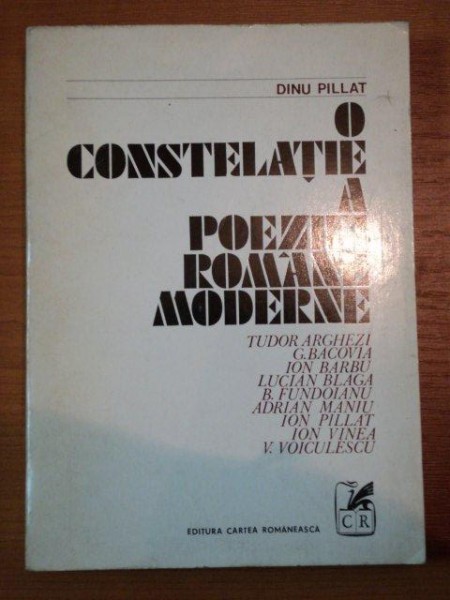 DINU PILLAT
O
CONSTELAȚIE
A
POEZIEI
ROMÂNE
MODERNE
TUDOR ARGHEZI
G. BACOVIA
ION BARBU
LUCIAN BLAGA
B. FUNDOIANU
ADRIAN MANIU
ION PILLAT
ION VINEA
V. VOICULESCU
CR
EDITURA CARTEA ROMÂNEASCĂ